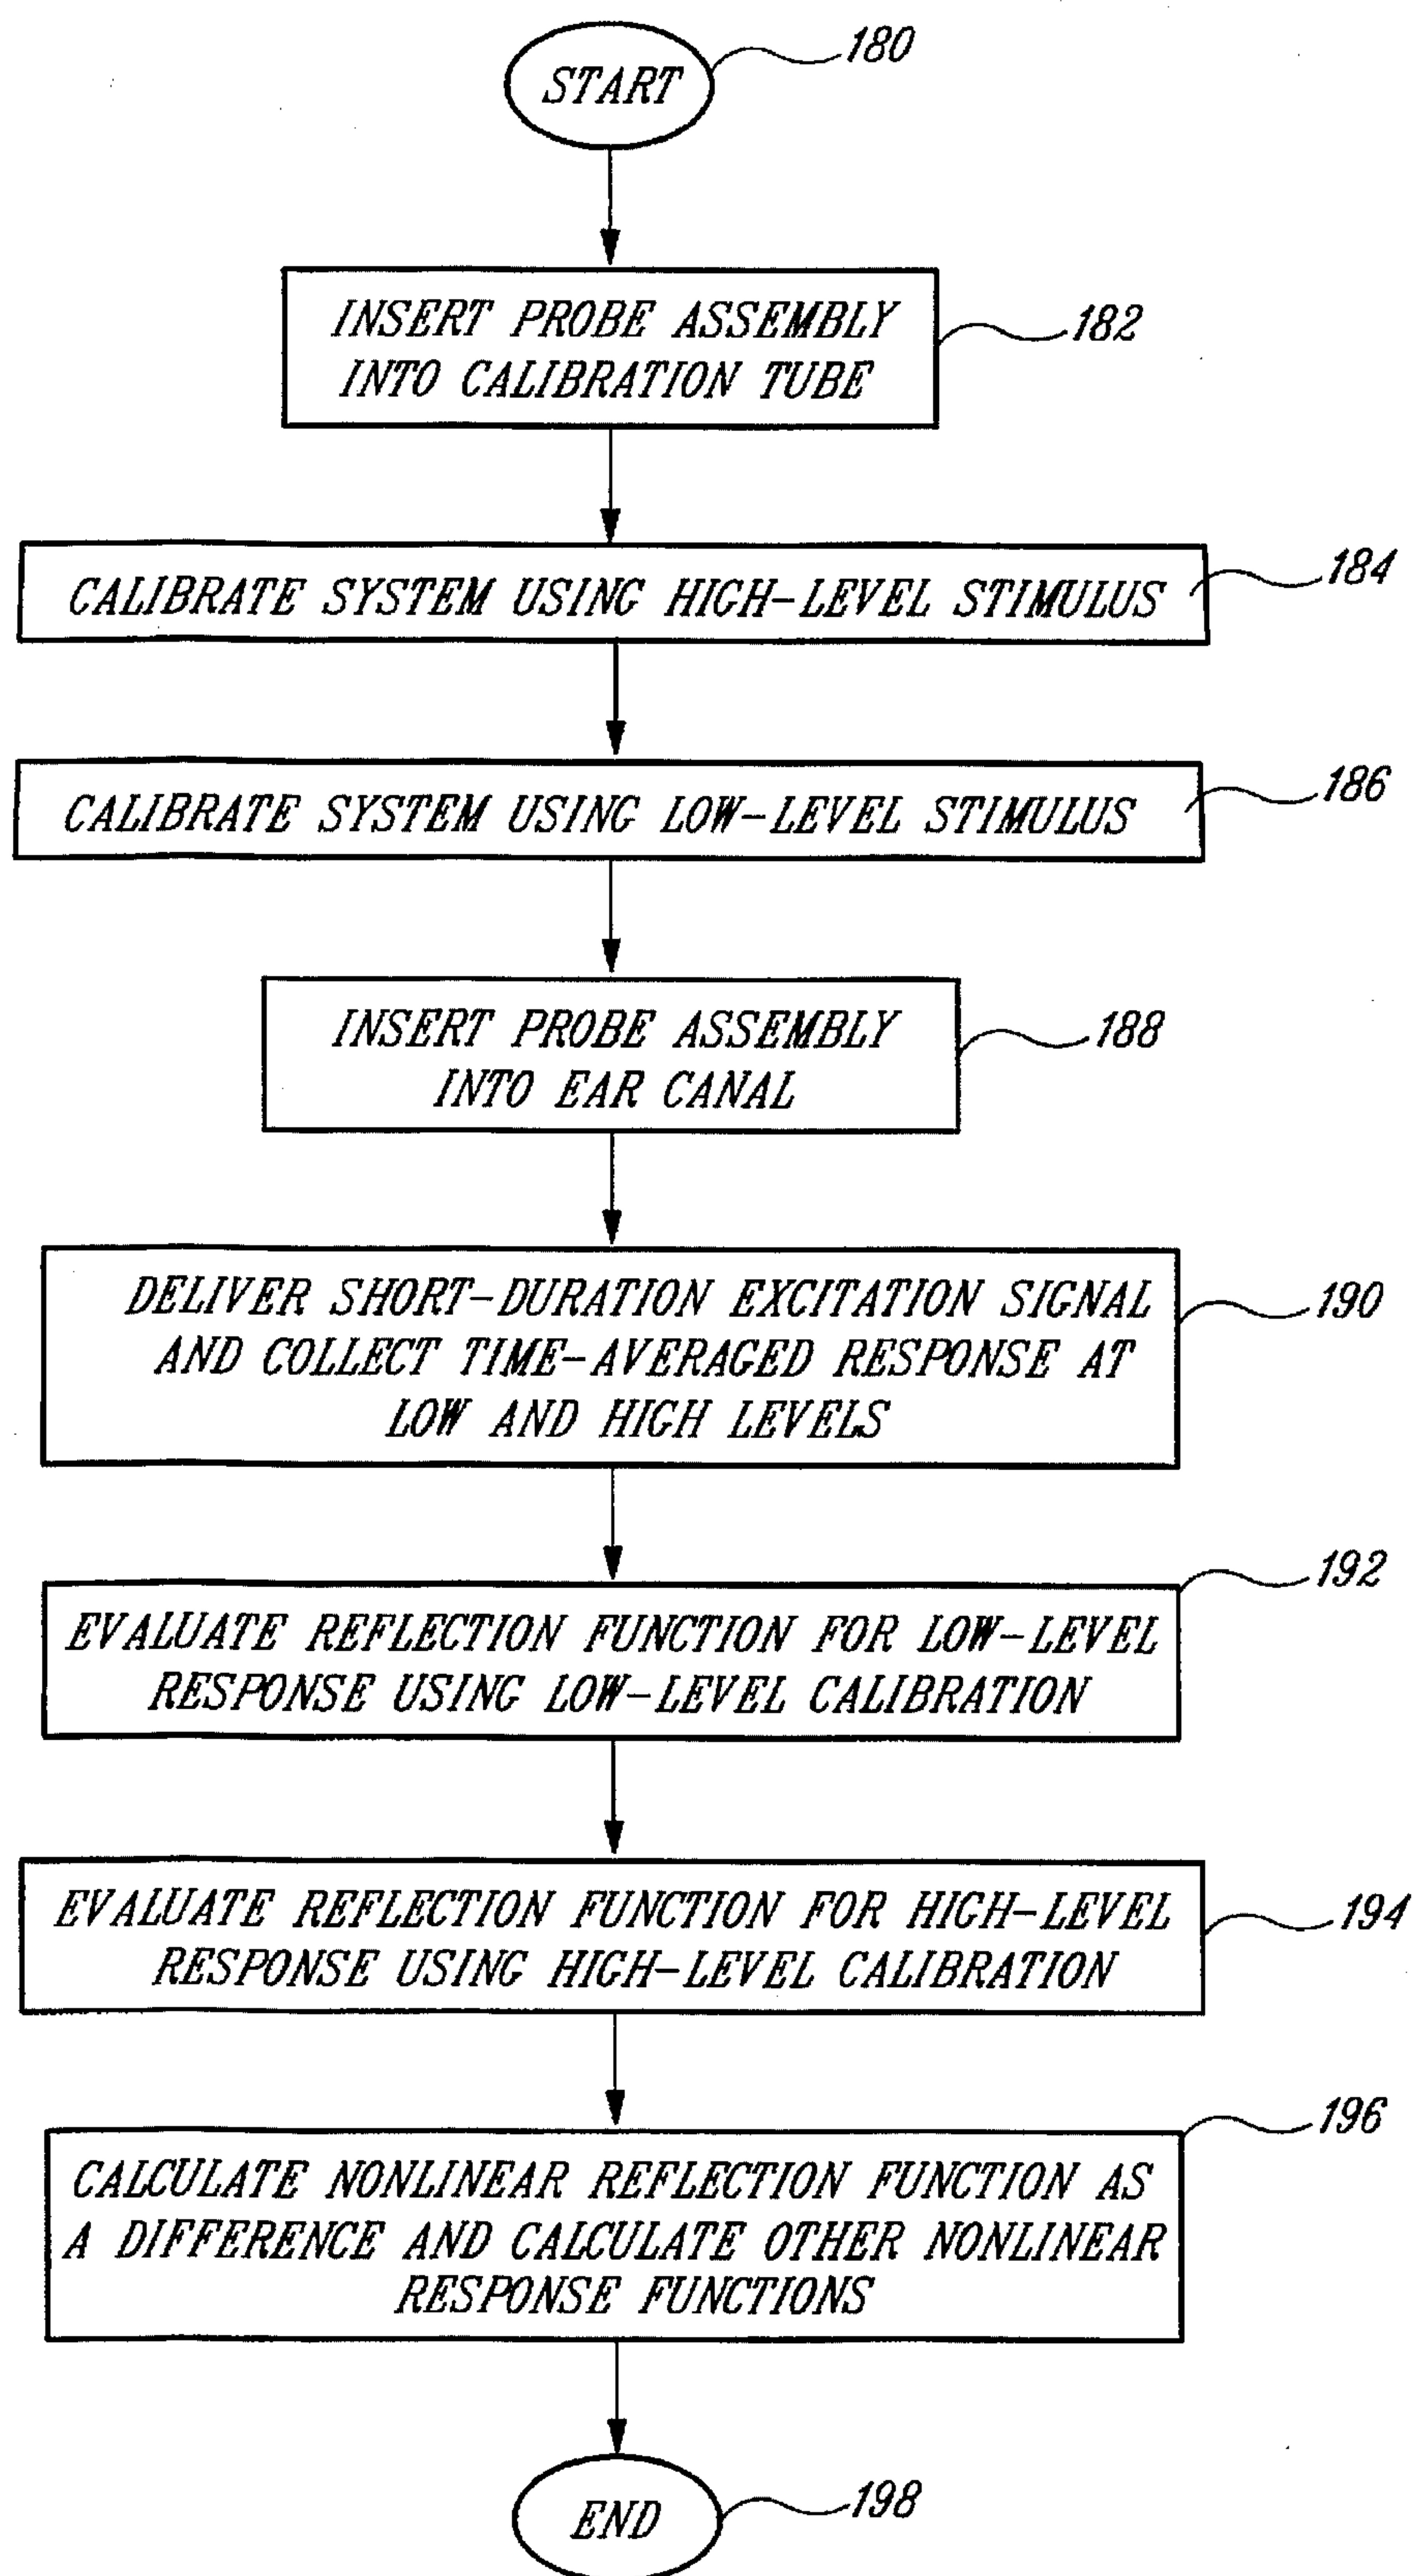 START
180
INSERT PROBE ASSEMBLY
INTO CALIBRATION TUBE
182
CALIBRATE SYSTEM USING HIGH-LEVEL STIMULUS
184
CALIBRATE SYSTEM USING LOW-LEVEL STIMULUS
186
INSERT PROBE ASSEMBLY
INTO EAR CANAL
188
DELIVER SHORT-DURATION EXCITATION SIGNAL
AND COLLECT TIME-AVERAGED RESPONSE AT
LOW AND HIGH LEVELS
190
EVALUATE REFLECTION FUNCTION FOR LOW-LEVEL
RESPONSE USING LOW-LEVEL CALIBRATION
192
EVALUATE REFLECTION FUNCTION FOR HIGH-LEVEL
RESPONSE USING HIGH-LEVEL CALIBRATION
194
CALCULATE NONLINEAR REFLECTION FUNCTION AS
A DIFFERENCE AND CALCULATE OTHER NONLINEAR
RESPONSE FUNCTIONS
196
END
198